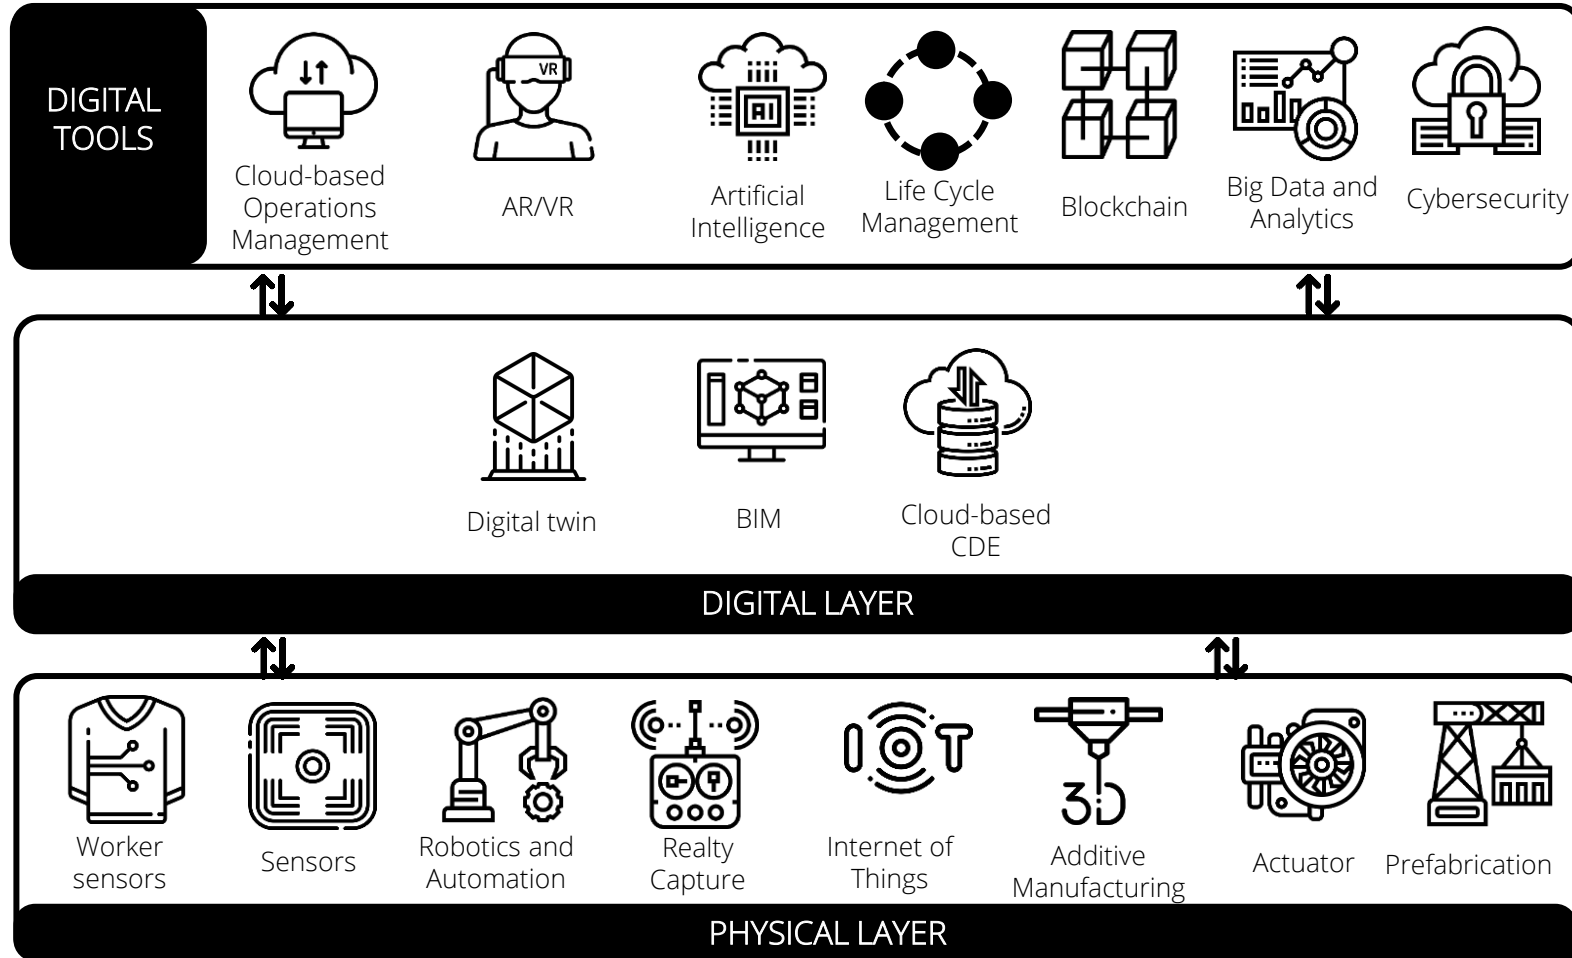 DIGITAL
TOOLS
VR
AI
Cloud-based
Operations
Management
AR/VR
Artificial
Intelligence
Life Cycle
Management
Blockchain
Big Data and
Analytics
Cybersecurity
Digital twin
BIM
Cloud-based
CDE
DIGITAL LAYER
IOT
3D
Worker
sensors
Sensors
Robotics and
Automation
Realty
Capture
Internet of
Things
Additive
Manufacturing
Actuator
Prefabrication
PHYSICAL LAYER